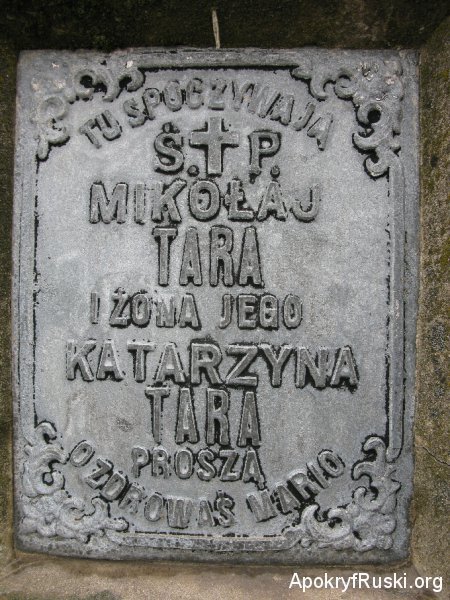 TU SPOCZYWAJĄ
Ś.✝P.
MIKOŁAJ
TARA
I ŻONA JEGO
KATARZYNA
TARA
PROSZĄ
O ZDROWAŚ MARIO
ApokryfRuski.org